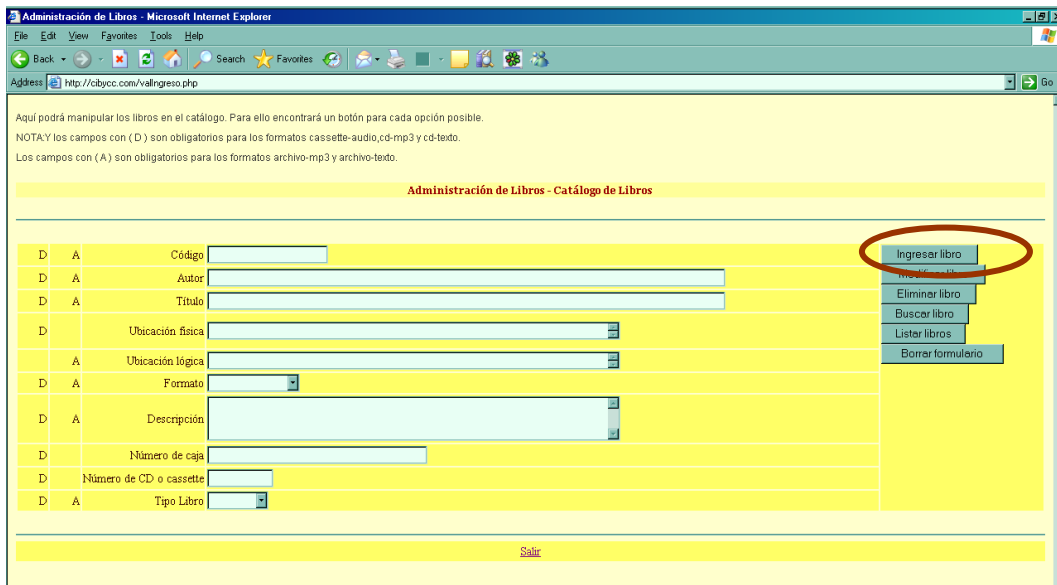 Administración de Libros - Microsoft Internet Explorer
File Edit View Favorites Tools Help
Back Search Favorites
Address http://cibycc.com/valIngreso.php Go
Aquí podrá manipular los libros en el catálogo. Para ello encontrará un botón para cada opción posible.
NOTA:Y los campos con ( D ) son obligatorios para los formatos cassette-audio,cd-mp3 y cd-texto.
Los campos con ( A ) son obligatorios para los formatos archivo-mp3 y archivo-texto.
Administración de Libros - Catálogo de Libros
D A Código Ingresar libro
D A Autor Modificar libro
D A Título Eliminar libro
D Ubicación física Buscar libro
Listar libros
A Ubicación lógica Borrar formulario
D A Formato
D A Descripción
D Número de caja
D Número de CD o cassette
D A Tipo Libro
Salir